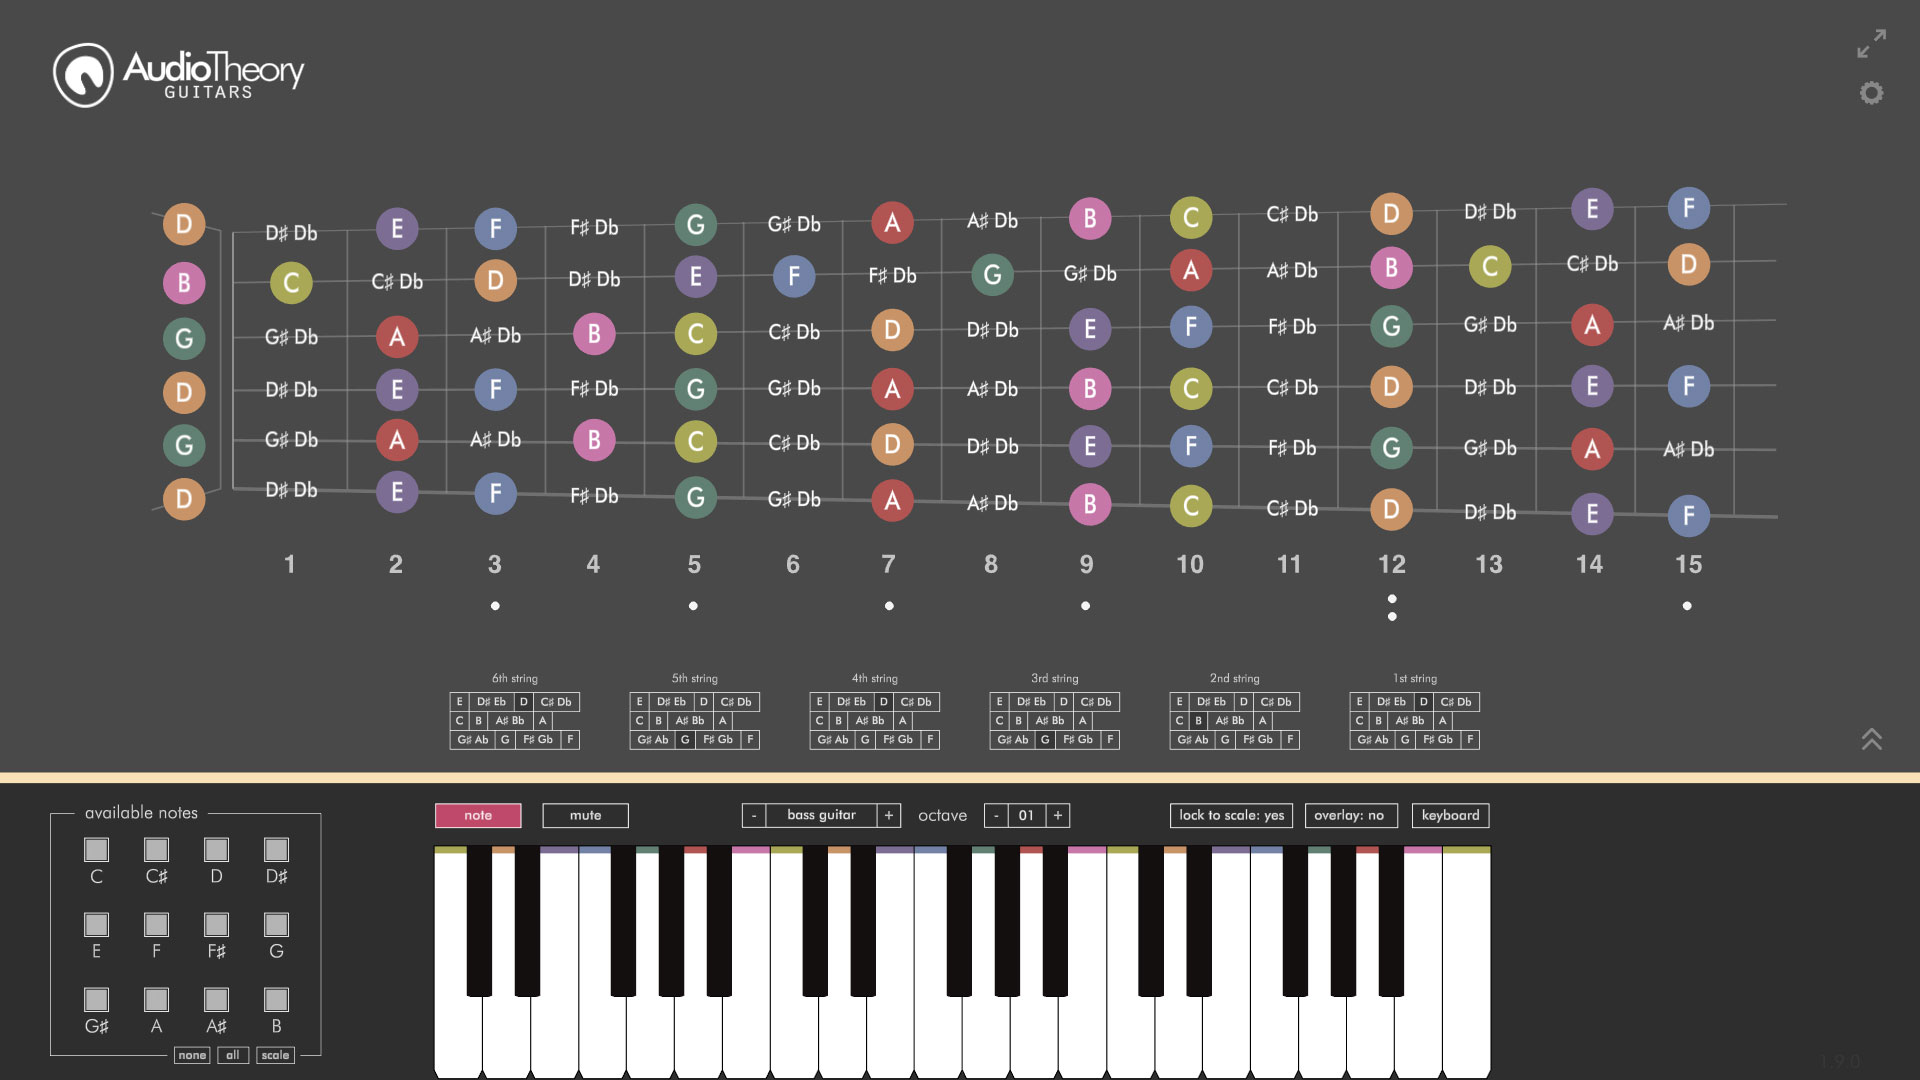 AudioTheory
GUITARS
D D♯ Db E F F♯ Db G G♯ Db A A♯ Db B C C♯ Db D D♯ Db E F
B C C♯ Db D D♯ Db E F F♯ Db G G♯ Db A A♯ Db B C C♯ Db D
G G♯ Db A A♯ Db B C C♯ Db D D♯ Db E F F♯ Db G G♯ Db A A♯ Db
D D♯ Db E F F♯ Db G G♯ Db A A♯ Db B C C♯ Db D D♯ Db E F
G G♯ Db A A♯ Db B C C♯ Db D D♯ Db E F F♯ Db G G♯ Db A A♯ Db
D D♯ Db E F F♯ Db G G♯ Db A A♯ Db B C C♯ Db D D♯ Db E F
1 2 3 4 5 6 7 8 9 10 11 12 13 14 15
6th string 5th string 4th string 3rd string 2nd string 1st string
E D♯ Eb D C♯ Db E D♯ Eb D C♯ Db E D♯ Eb D C♯ Db E D♯ Eb D C♯ Db E D♯ Eb D C♯ Db E D♯ Eb D C♯ Db
C B A♯ Bb A C B A♯ Bb A C B A♯ Bb A C B A♯ Bb A C B A♯ Bb A C B A♯ Bb A
G♯ Ab G F♯ Gb F G♯ Ab G F♯ Gb F G♯ Ab G F♯ Gb F G♯ Ab G F♯ Gb F G♯ Ab G F♯ Gb F G♯ Ab G F♯ Gb F
available notes
C C♯ D D♯
E F F♯ G
G♯ A A♯ B
none all scale
note mute - bass guitar + octave - 01 + lock to scale: yes overlay: no keyboard
1.9.0